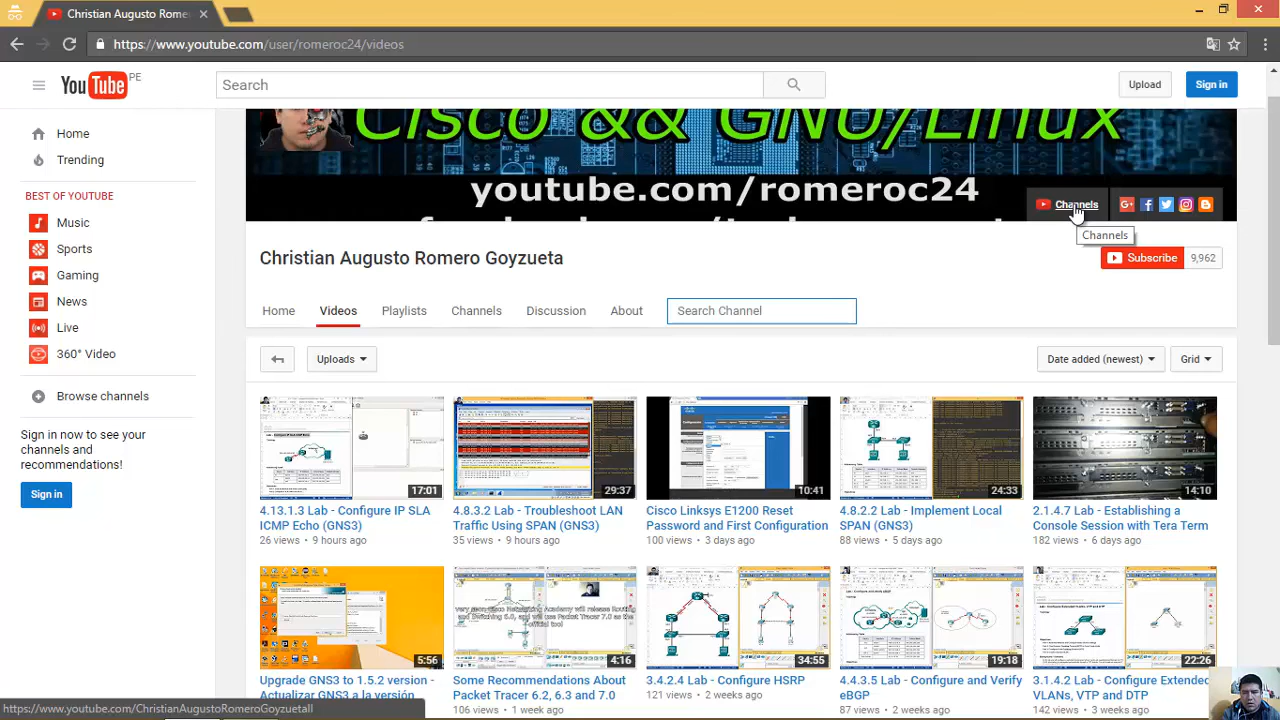 Christian Augusto Rome
https://www.youtube.com/user/romeroc24/videos
YouTube PE
Search
Upload
Sign in
Home
Trending
BEST OF YOUTUBE
Music
Sports
Gaming
News
Live
360° Video
Browse channels
Sign in now to see your
channels and
recommendations!
Sign in
Cisco && GNU/Linux
youtube.com/romeroc24
Channels
Channels
Christian Augusto Romero Goyzueta
Subscribe 9,962
Home Videos Playlists Channels Discussion About Search Channel
Uploads
Date added (newest) Grid
17:01
29:37
10:41
24:33
14:10
4.13.1.3 Lab - Configure IP SLA
ICMP Echo (GNS3)
26 views • 9 hours ago
4.8.3.2 Lab - Troubleshoot LAN
Traffic Using SPAN (GNS3)
35 views • 9 hours ago
Cisco Linksys E1200 Reset
Password and First Configuration
100 views • 3 days ago
4.8.2.2 Lab - Implement Local
SPAN (GNS3)
88 views • 5 days ago
2.1.4.7 Lab - Establishing a
Console Session with Tera Term
182 views • 6 days ago
5:56
4:16
34:55
19:18
22:26
Upgrade GNS3 to 1.5.2 version -
Actualizar GNS3 a la versión
Some Recommendations About
Packet Tracer 6.2, 6.3 and 7.0
106 views • 1 week ago
3.4.2.4 Lab - Configure HSRP
121 views • 2 weeks ago
4.4.3.5 Lab - Configure and Verify
eBGP
87 views • 2 weeks ago
3.1.4.2 Lab - Configure Extended
VLANs, VTP and DTP
142 views • 3 weeks ago
https://www.youtube.com/ChristianAugustoRomeroGoyzuetaII